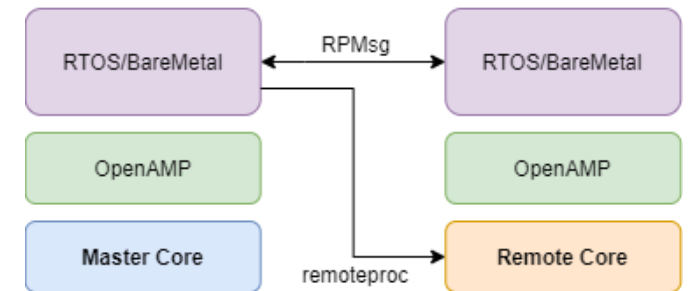 RTOS/BareMetal
RPMsg
RTOS/BareMetal
OpenAMP
OpenAMP
Master Core
remoteproc
Remote Core